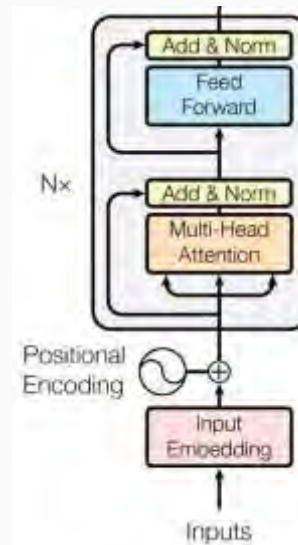 Add & Norm
Feed
Forward
N×
Add & Norm
Multi-Head
Attention
Positional
Encoding
Input
Embedding
Inputs